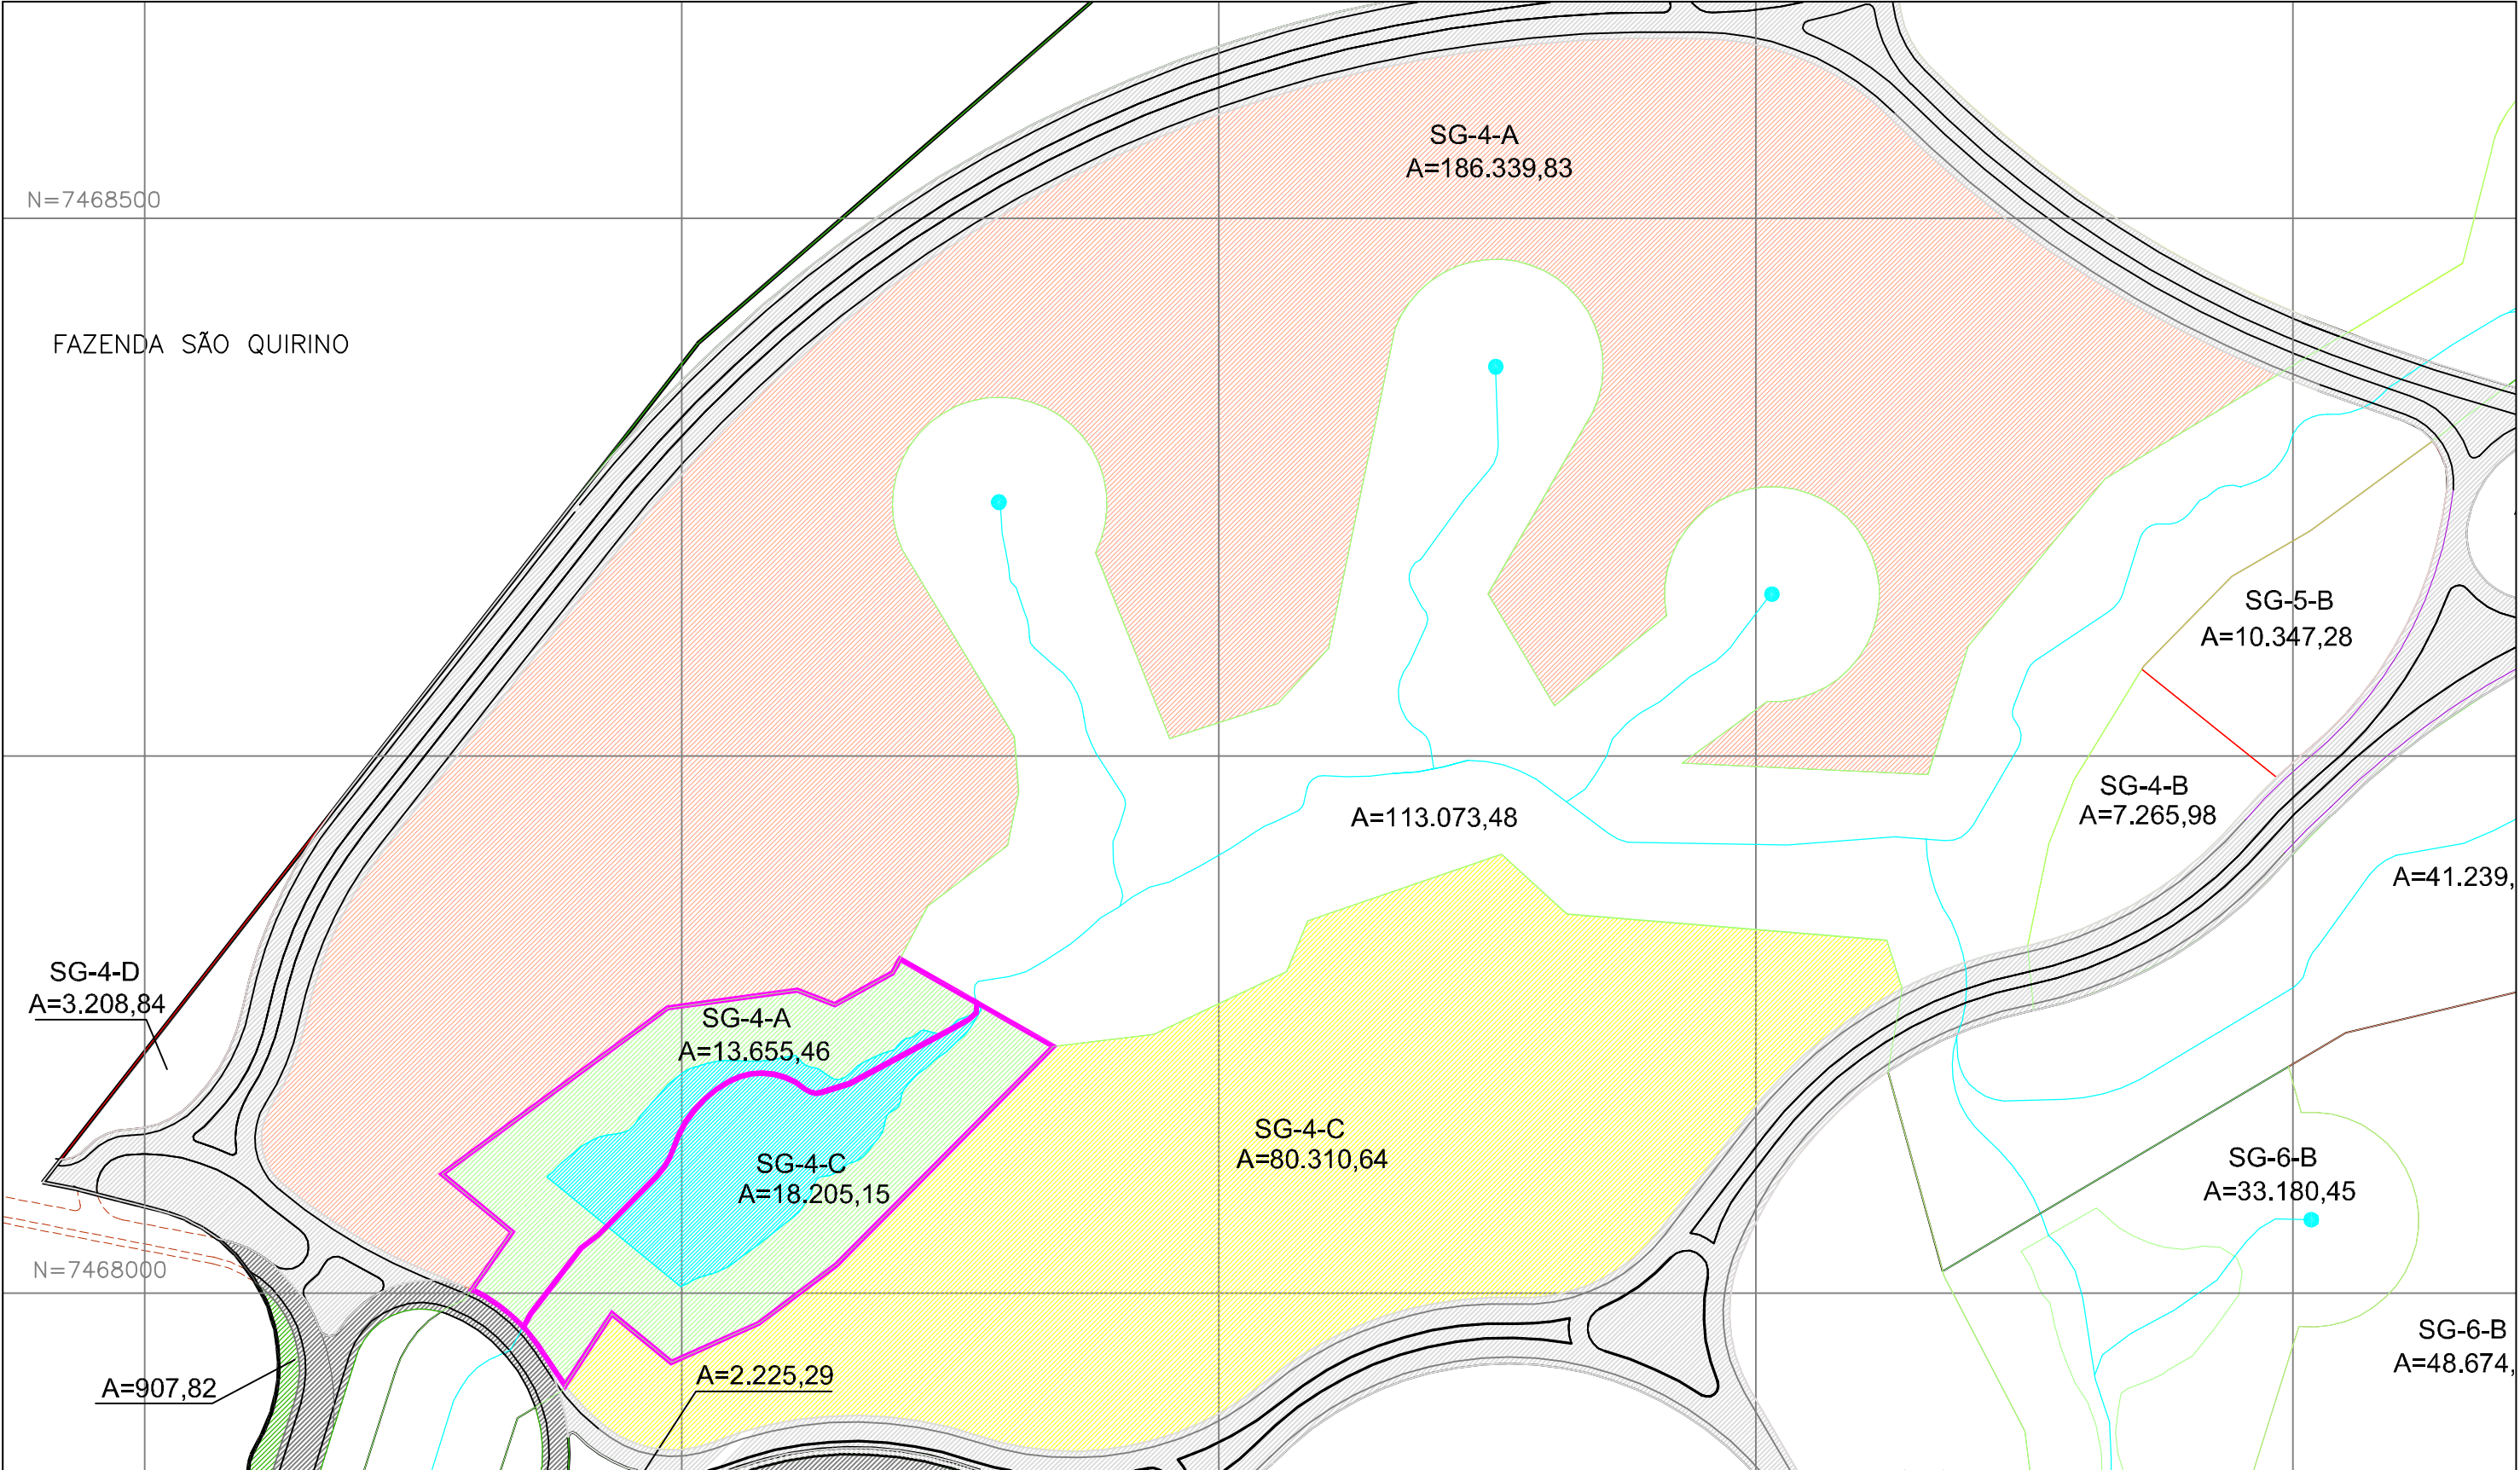 SG-4-A
A=186.339,83
N=7468500
FAZENDA SÃO QUIRINO
SG-5-B
A=10.347,28
SG-4-B
A=7.265,98
A=113.073,48
A=41.239,
SG-4-D
A=3.208,84
SG-4-A
A=13.655,46
SG-4-C
A=80.310,64
SG-4-C
A=18.205,15
SG-6-B
A=33.180,45
N=7468000
SG-6-B
A=48.674,
A=2.225,29
A=907,82